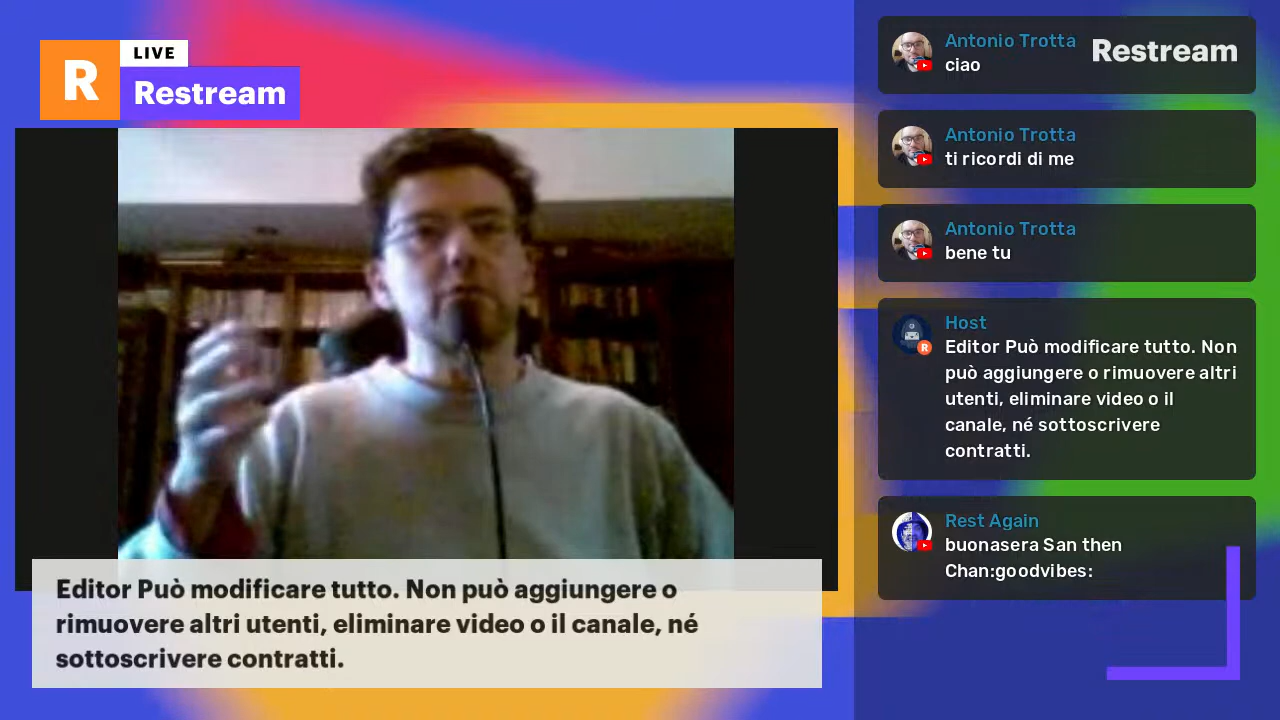 R
LIVE
Restream
Editor Può modificare tutto. Non può aggiungere o
rimuovere altri utenti, eliminare video o il canale, né
sottoscrivere contratti.
Restream
Antonio Trotta
ciao
Antonio Trotta
ti ricordi di me
Antonio Trotta
bene tu
Host
R
Editor Può modificare tutto. Non
può aggiungere o rimuovere altri
utenti, eliminare video o il
canale, né sottoscrivere
contratti.
Rest Again
buonasera San then
Chan:goodvibes: